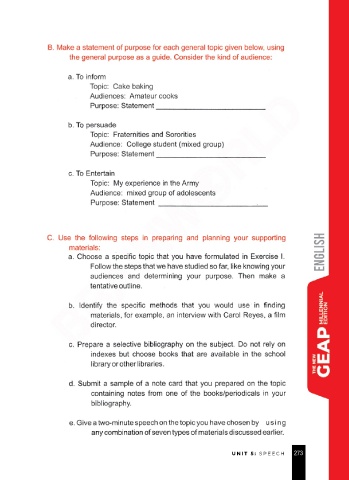 B. Make a statement of purpose for each general topic given below, using
the general purpose as a guide. Consider the kind of audience:
a. To inform
Topic: Cake baking
Audiences: Amateur cooks
Purpose: Statement ____________________________
b. To persuade
Topic: Fraternities and Sororities
Audience: College student (mixed group)
Purpose: Statement ____________________________
c. To Entertain
Topic: My experience in the Army
Audience: mixed group of adolescents
Purpose: Statement ____________________________
C. Use the following steps in preparing and planning your supporting
materials:
a. Choose a specific topic that you have formulated in Exercise I.
Follow the steps that we have studied so far, like knowing your
audiences and determining your purpose. Then make a
tentative outline.
b. Identify the specific methods that you would use in finding
materials, for example, an interview with Carol Reyes, a film
director.
c. Prepare a selective bibliography on the subject. Do not rely on
indexes but choose books that are available in the school
library or other libraries.
d. Submit a sample of a note card that you prepared on the topic
containing notes from one of the books/periodicals in your
bibliography.
e. Give a two-minute speech on the topic you have chosen by using
any combination of seven types of materials discussed earlier.
ENGLISH
THE NEW
GEAP
MILLENNIAL
EDITION
UNIT 5: SPEECH 273